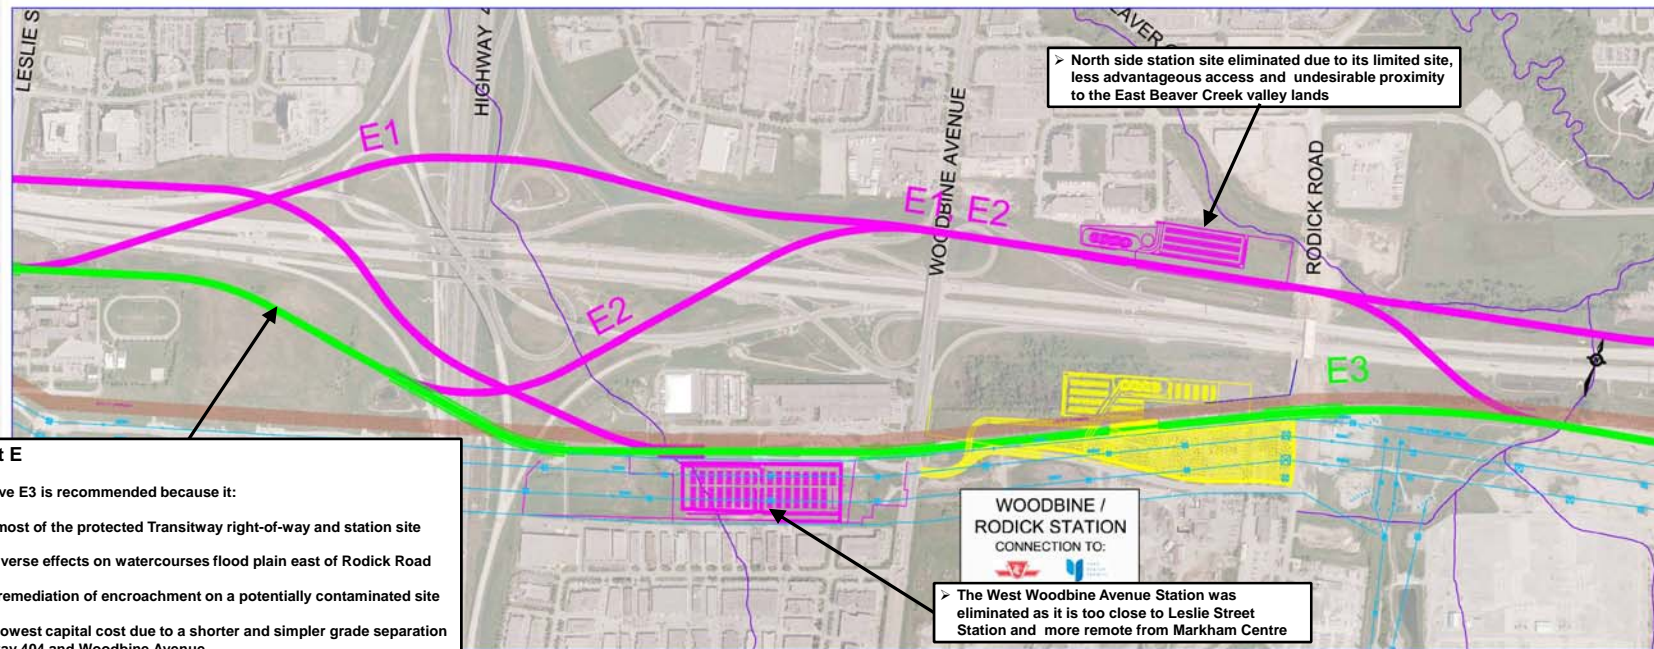 LESLIE S
HIGHWAY 4
WOODBINE AVENUE
RODICK ROAD
E1
E2
E1, E2
E3
➢ North side station site eliminated due to its limited site,
less advantageous access and undesirable proximity
to the East Beaver Creek valley lands
t E
ve E3 is recommended because it:
most of the protected Transitway right-of-way and station site
verse effects on watercourses flood plain east of Rodick Road
remediation of encroachment on a potentially contaminated site
owest capital cost due to a shorter and simpler grade separation
ay 404 and Woodbine Avenue
WOODBINE /
RODICK STATION
CONNECTION TO:
➢ The West Woodbine Avenue Station was
eliminated as it is too close to Leslie Street
Station and more remote from Markham Centre